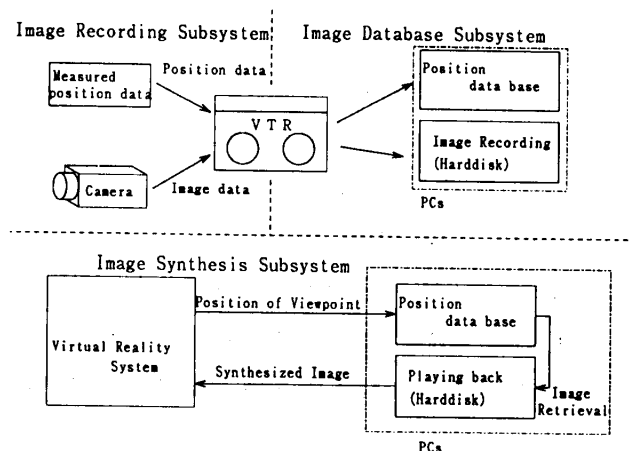 Image Recording Subsystem
Image Database Subsystem
Measured
position data
Position data
VTR
Camera
Image data
Position
data base
Image Recording
(Harddisk)
PCs
Image Synthesis Subsystem
Virtual Reality
System
Position of Viewpoint
Synthesized Image
Position
data base
Playing back
(Harddisk)
Image
Retrieval
PCs